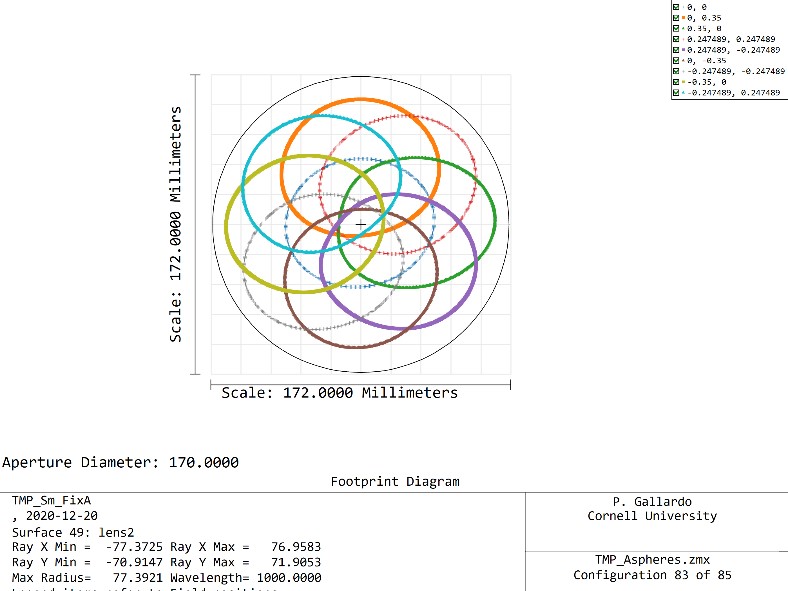 0, 0
0, 0.35
0.35, 0
0.247489, 0.247489
0.247489, -0.247489
0, -0.35
-0.247489, -0.247489
-0.35, 0
-0.247489, 0.247489
Scale: 172.0000 Millimeters
Scale: 172.0000 Millimeters
Aperture Diameter: 170.0000
Footprint Diagram
TMP_Sm_FixA
, 2020-12-20
Surface 49: lens2
Ray X Min = -77.3725 Ray X Max = 76.9583
Ray Y Min = -70.9147 Ray Y Max = 71.9053
Max Radius= 77.3921 Wavelength= 1000.0000
P. Gallardo
Cornell University
TMP_Aspheres.zmx
Configuration 83 of 85